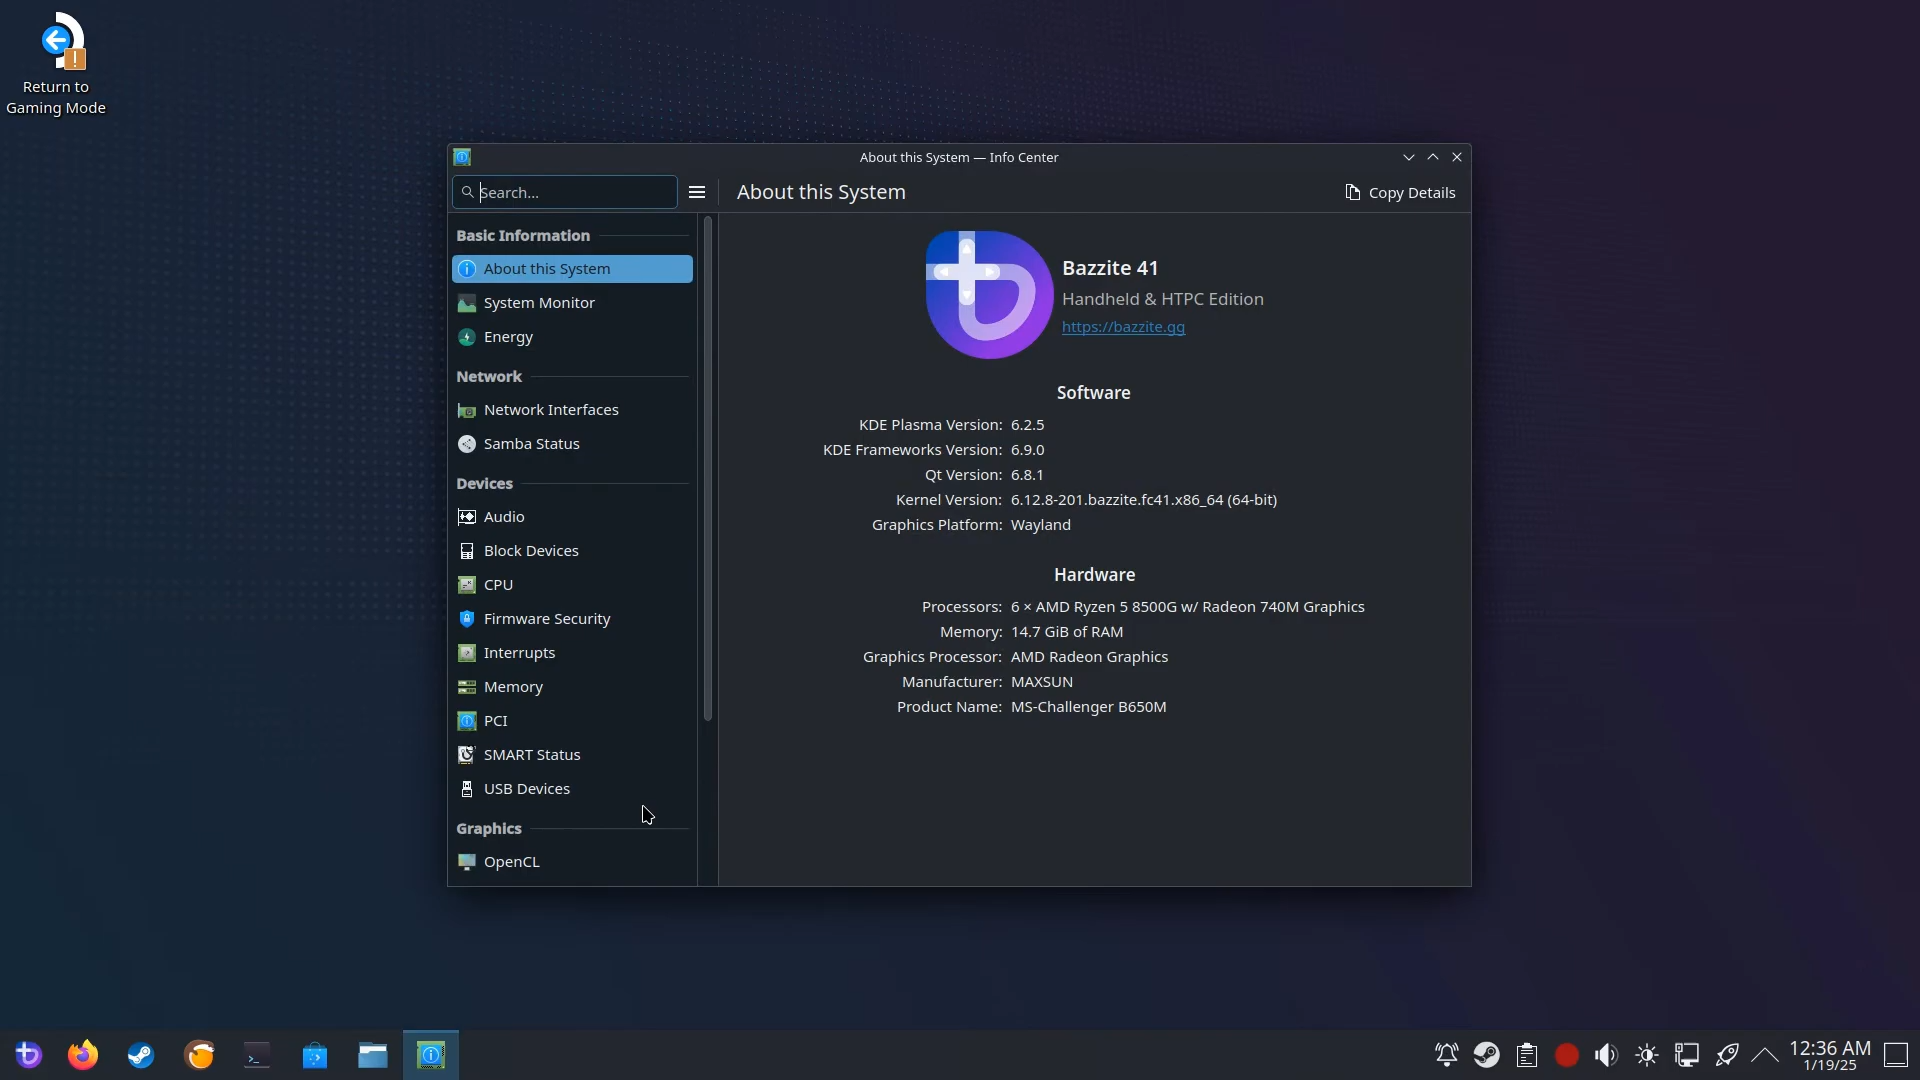 Return to
Gaming Mode
About this System — Info Center
Search...
About this System
Copy Details
Basic Information
About this System
System Monitor
Energy
Network
Network Interfaces
Samba Status
Devices
Audio
Block Devices
CPU
Firmware Security
Interrupts
Memory
PCI
SMART Status
USB Devices
Graphics
OpenCL
Bazzite 41
Handheld & HTPC Edition
https://bazzite.gg
Software
KDE Plasma Version: 6.2.5
KDE Frameworks Version: 6.9.0
Qt Version: 6.8.1
Kernel Version: 6.12.8-201.bazzite.fc41.x86_64 (64-bit)
Graphics Platform: Wayland
Hardware
Processors: 6 × AMD Ryzen 5 8500G w/ Radeon 740M Graphics
Memory: 14.7 GiB of RAM
Graphics Processor: AMD Radeon Graphics
Manufacturer: MAXSUN
Product Name: MS-Challenger B650M
12:36 AM
1/19/25